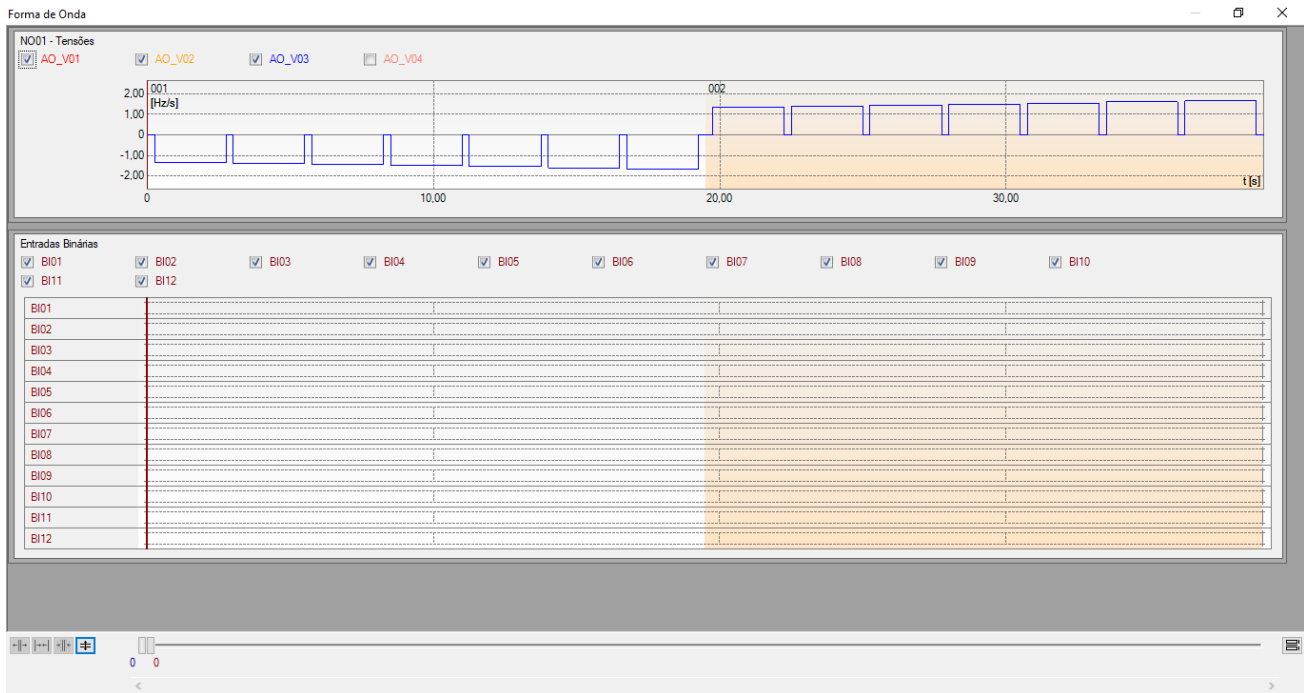 Forma de Onda
NO01 - Tensões
AO_V01 AO_V02 AO_V03 AO_V04
001 002
2,00 [Hz/s]
1,00
0
-1,00
-2,00
t [s]
0 10,00 20,00 30,00
Entradas Binárias
BI01 BI02 BI03 BI04 BI05 BI06 BI07 BI08 BI09 BI10
BI11 BI12
BI01
BI02
BI03
BI04
BI05
BI06
BI07
BI08
BI09
BI10
BI11
BI12
0 0